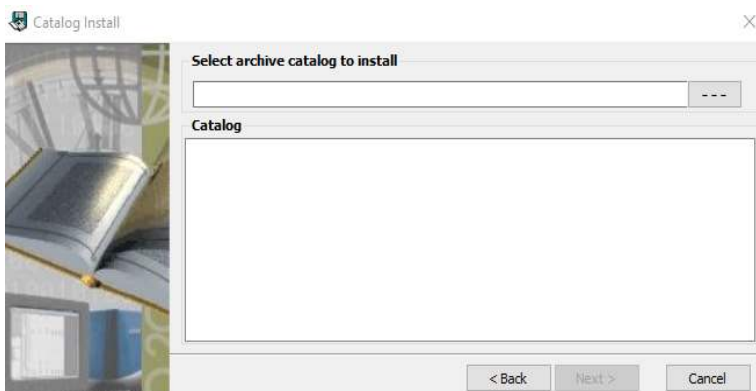 Catalog Install
Select archive catalog to install
---
Catalog
< Back Next > Cancel